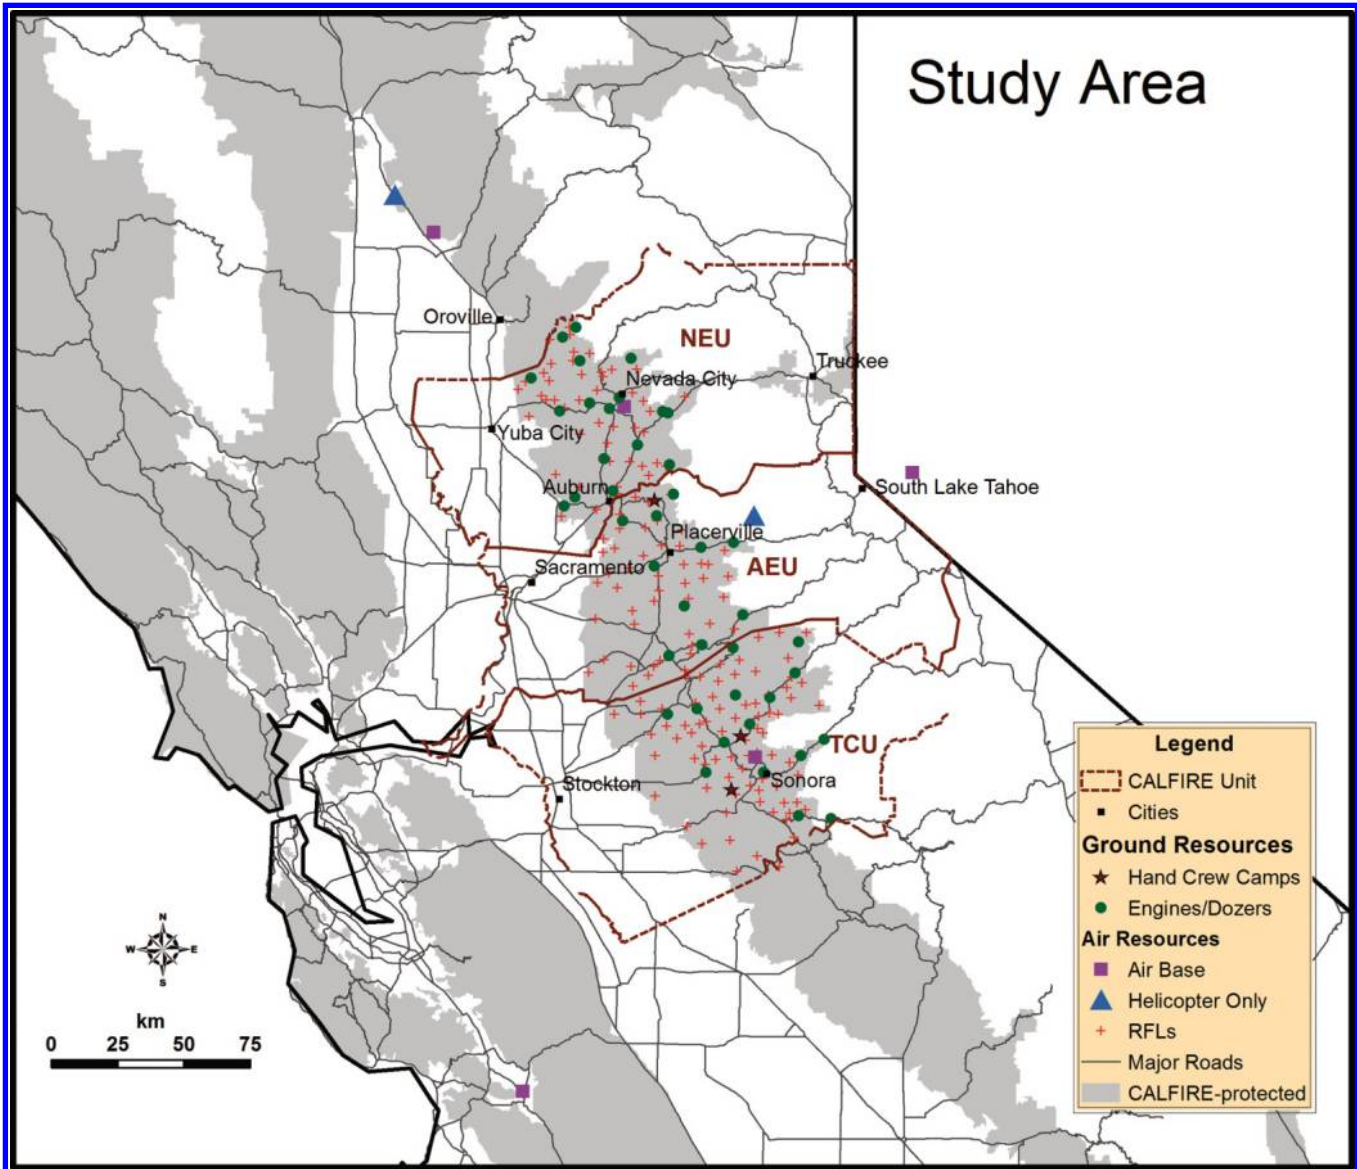 Study Area
Oroville
NEU
Truckee
Nevada City
Yuba City
Auburn
South Lake Tahoe
Placerville
Sacramento
AEU
TCU
Stockton
Sonora
Legend
CALFIRE Unit
Cities
Ground Resources
Hand Crew Camps
Engines/Dozers
Air Resources
Air Base
Helicopter Only
RFLs
Major Roads
CALFIRE-protected
N
W E
S
km
0 25 50 75